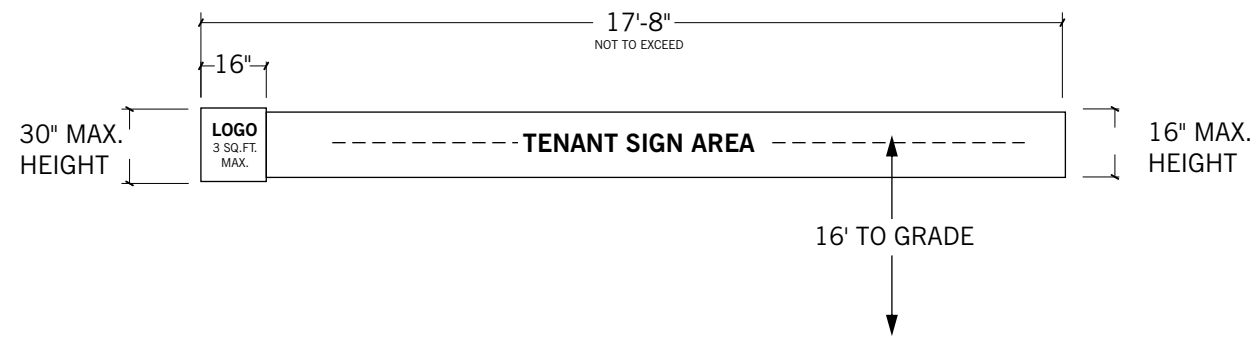 17'-8"
NOT TO EXCEED
16"
30" MAX.
HEIGHT
LOGO
3 SQ.FT.
MAX.
TENANT SIGN AREA
16" MAX.
HEIGHT
16' TO GRADE